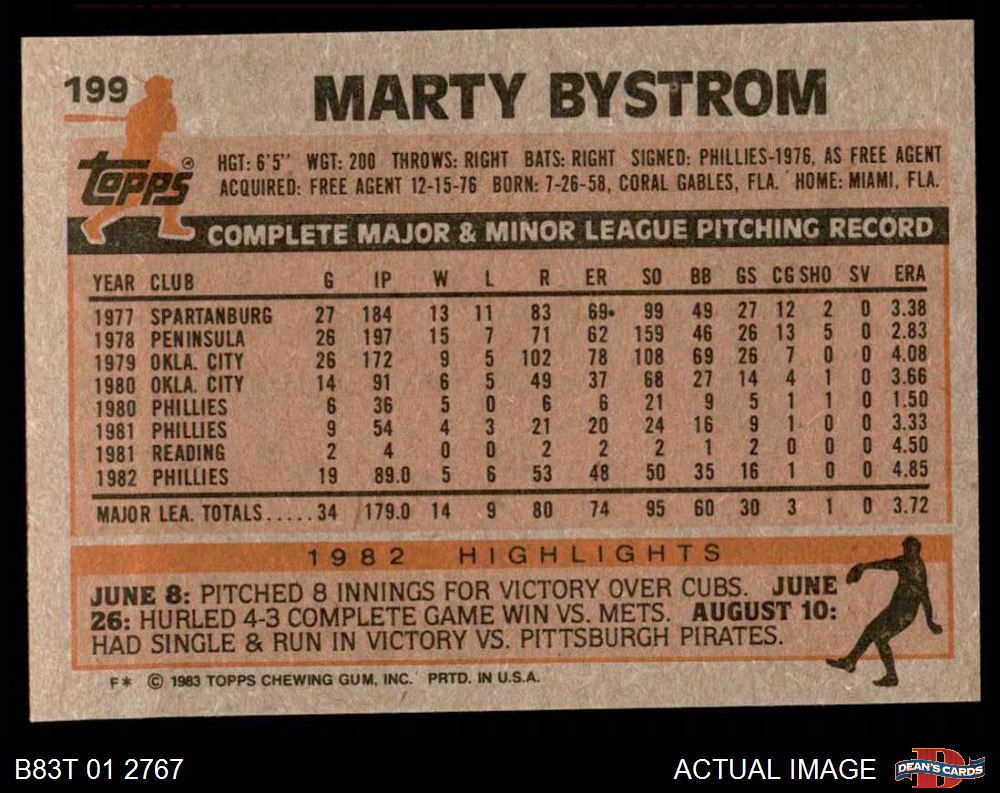 199
MARTY BYSTROM
topps ®
HGT: 6'5" WGT: 200 THROWS: RIGHT BATS: RIGHT SIGNED: PHILLIES-1976, AS FREE AGENT
ACQUIRED: FREE AGENT 12-15-76 BORN: 7-26-58, CORAL GABLES, FLA. HOME: MIAMI, FLA.
COMPLETE MAJOR & MINOR LEAGUE PITCHING RECORD
YEAR CLUB G IP W L R ER SO BB GS CG SHO SV ERA
1977 SPARTANBURG 27 184 13 11 83 69• 99 49 27 12 2 0 3.38
1978 PENINSULA 26 197 15 7 71 62 159 46 26 13 5 0 2.83
1979 OKLA. CITY 26 172 9 5 102 78 108 69 26 7 0 0 4.08
1980 OKLA. CITY 14 91 6 5 49 37 68 27 14 4 1 0 3.66
1980 PHILLIES 6 36 5 0 6 6 21 9 5 1 1 0 1.50
1981 PHILLIES 9 54 4 3 21 20 24 16 9 1 0 0 3.33
1981 READING 2 4 0 0 2 2 2 1 2 0 0 0 4.50
1982 PHILLIES 19 89.0 5 6 53 48 50 35 16 1 0 0 4.85
MAJOR LEA. TOTALS.....34 179.0 14 9 80 74 95 60 30 3 1 0 3.72
1982 HIGHLIGHTS
JUNE 8: PITCHED 8 INNINGS FOR VICTORY OVER CUBS. JUNE
26: HURLED 4-3 COMPLETE GAME WIN VS. METS. AUGUST 10:
HAD SINGLE & RUN IN VICTORY VS. PITTSBURGH PIRATES.
F* © 1983 TOPPS CHEWING GUM, INC. PRTD. IN U.S.A.
B83T 01 2767
ACTUAL IMAGE
D
DEAN'S CARDS